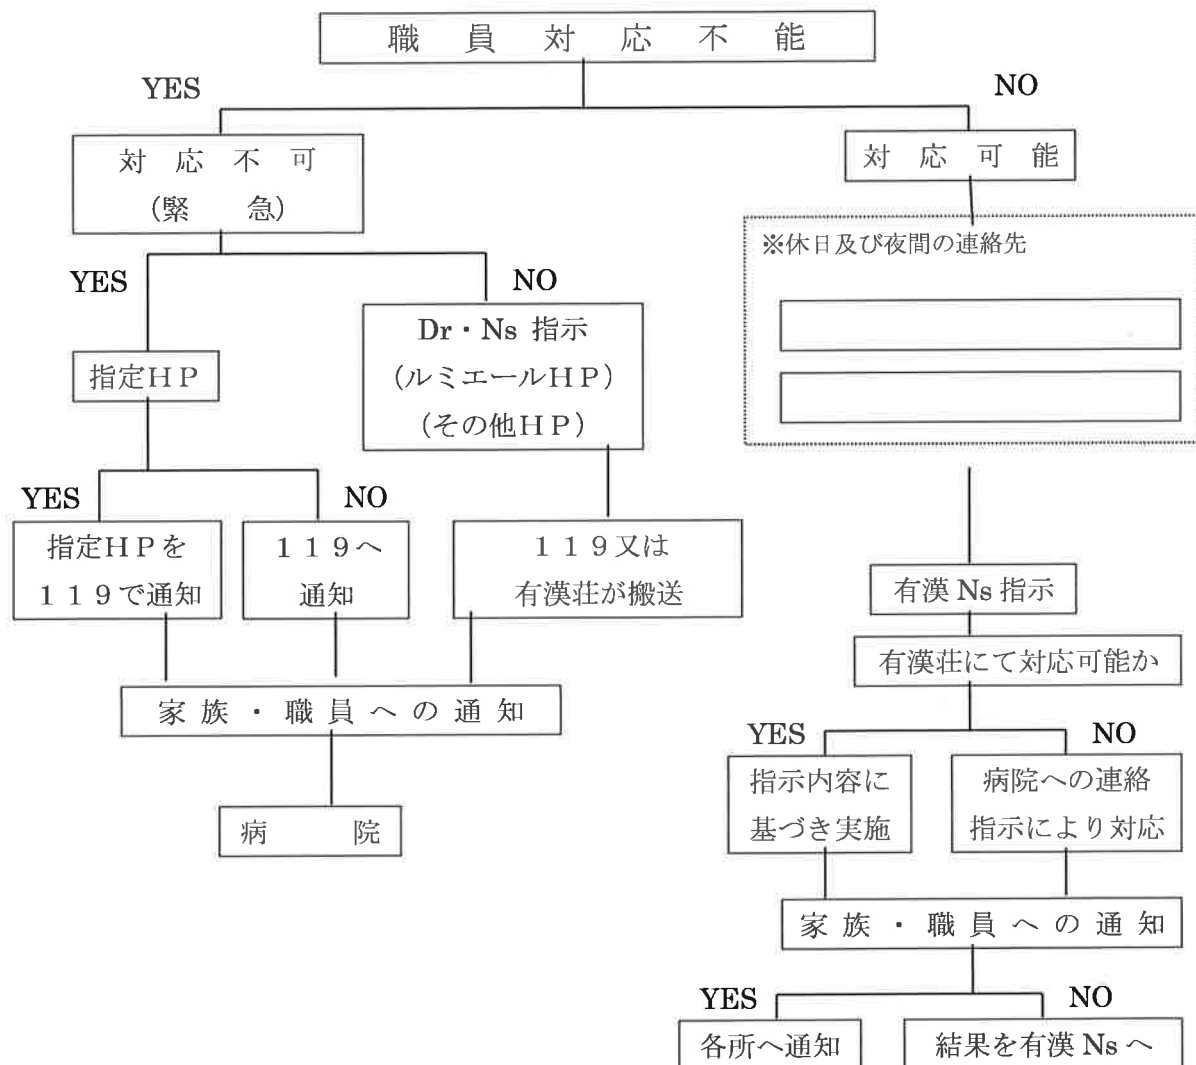 職員対応不能
YES
NO
対応不可
(緊急)
対応可能
※休日及び夜間の連絡先
YES
NO
指定HP
Dr・Ns 指示
(ルミエールHP)
(その他HP)
YES
NO
指定HPを
119で通知
119へ
通知
119又は
有漢荘が搬送
有漢 Ns 指示
有漢荘にて対応可能か
家族・職員への通知
YES
NO
指示内容に
基づき実施
病院への連絡
指示により対応
病院
家族・職員への通知
YES
NO
各所へ通知
結果を有漢 Ns へ